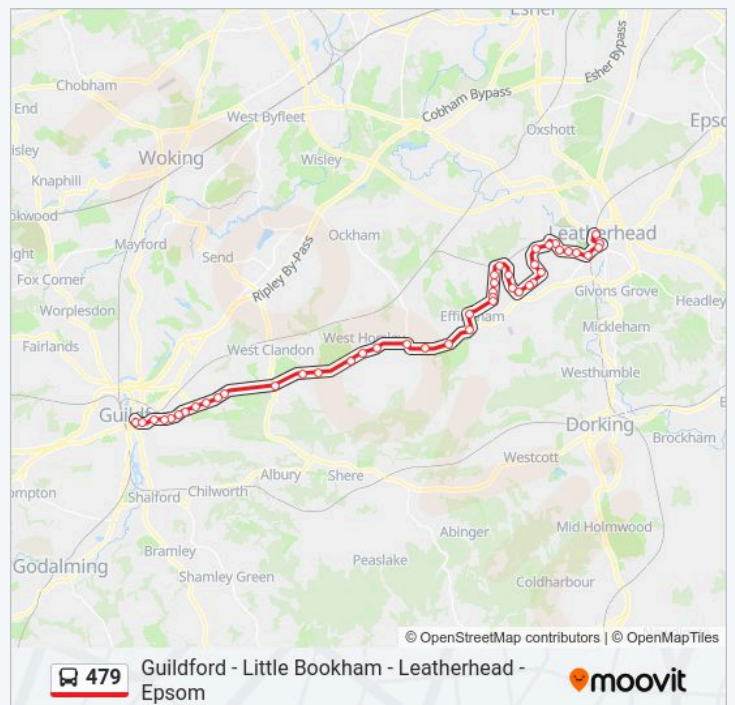 Esher
Esher Bypass
Chobham
Cobham Bypass
End
West Byfleet
Oxshott
Epso
isley
Woking
Wisley
Knaphill
okwood
Ockham
Leatherhead
Mayford
ight
Send
Ripley By-Pass
Fox Corner
Givons Grove
Headley
Worplesdon
Effingham
Mickleham
Fairlands
West Horsley
West Clandon
Westhumble
Guildf
Dorking
Brockham
Westcott
Albury
Shere
mpton
Chilworth
Shalford
Mid Holmwood
Abinger
Bramley
Peaslake
Godalming
Shamley Green
Coldharbour
© OpenStreetMap contributors | © OpenMapTiles
479
Guildford - Little Bookham - Leatherhead -
Epsom
moovit